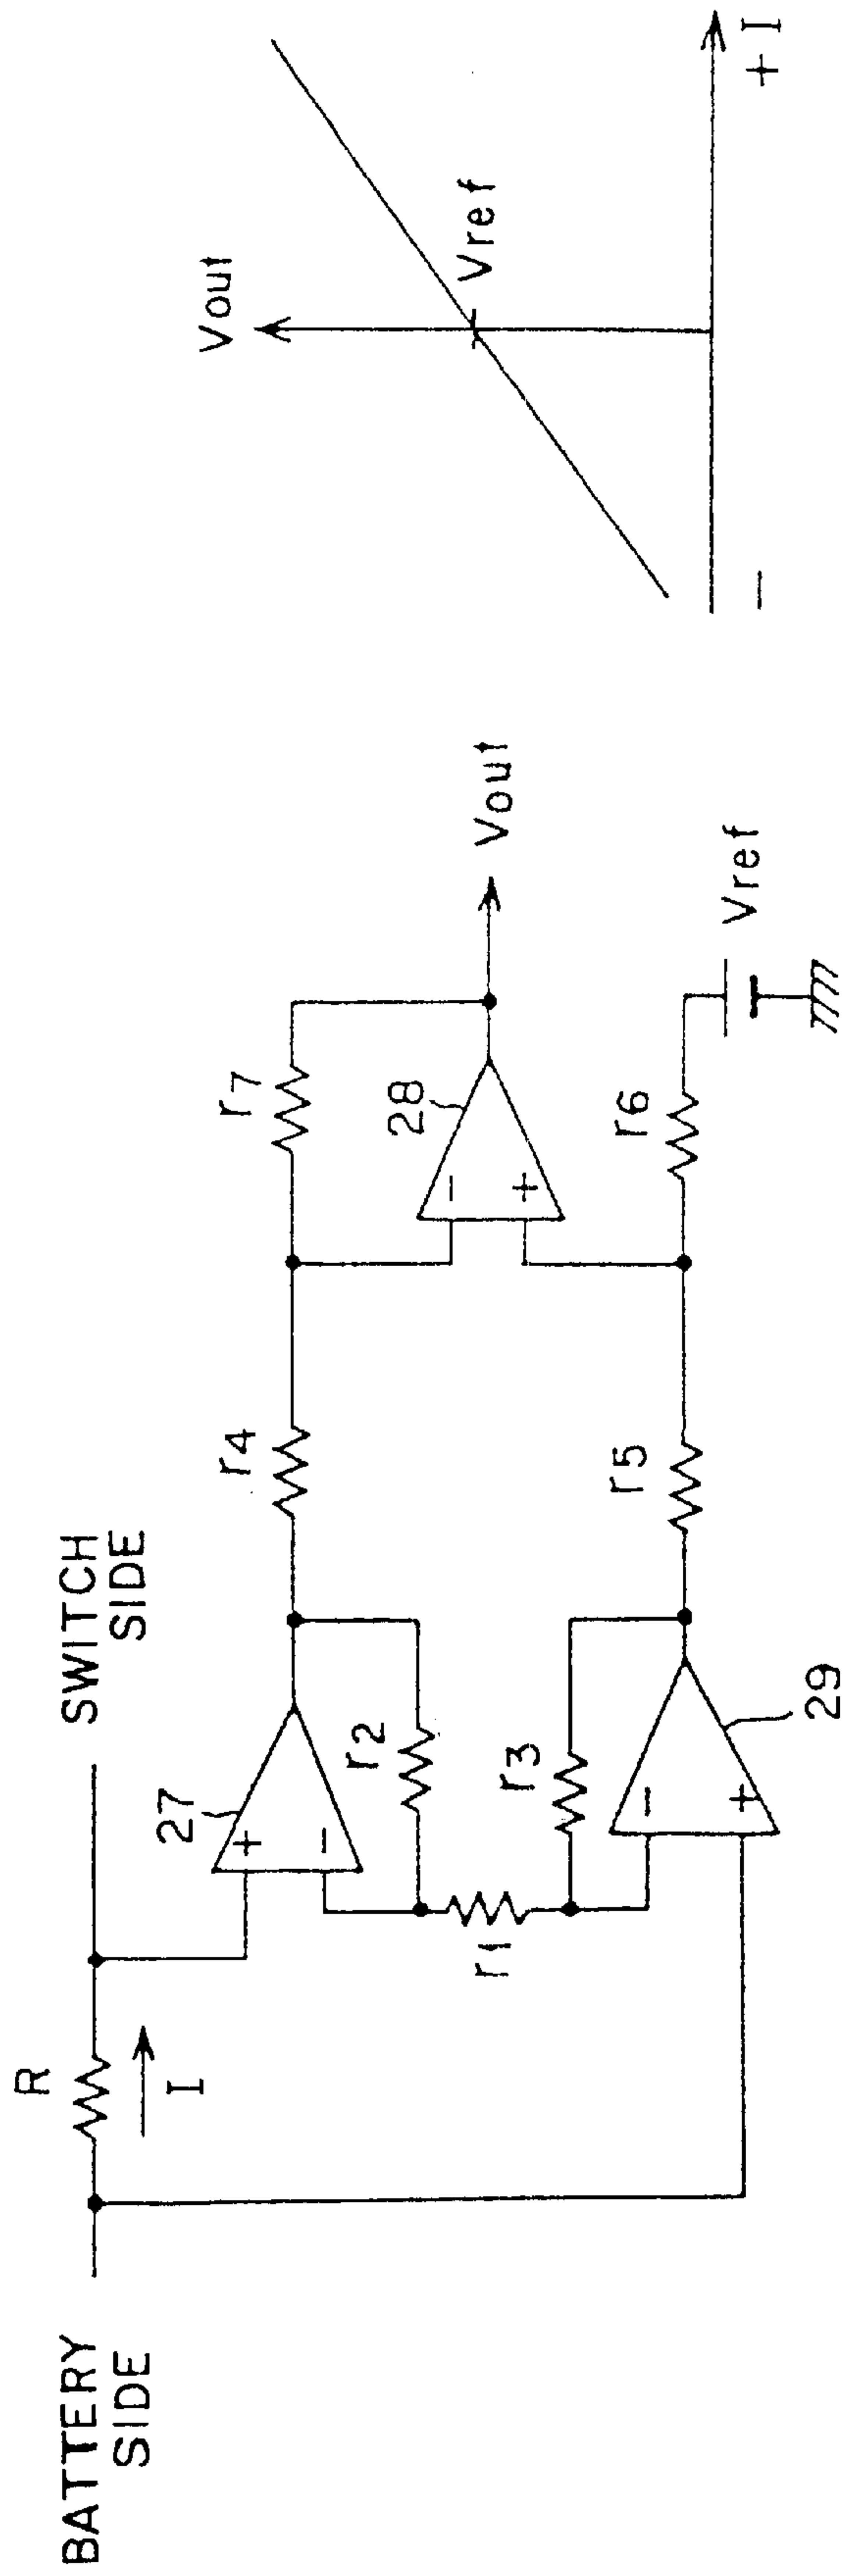 BATTERY
SIDE
R
I
SWITCH
SIDE
27
+
−
r2
r1
r3
−
+
29
r4
r5
r7
28
−
+
r6
Vout
Vref
Vout
Vref
−
+ I